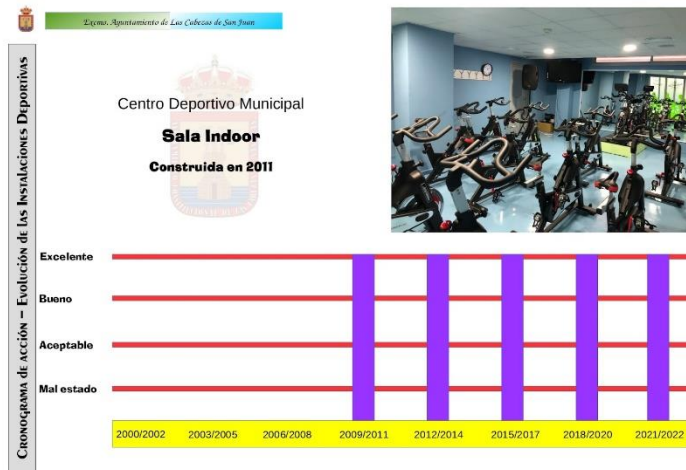 Excmo. Ayuntamiento de Las Cabezas de San Juan
Cronograma de acción – Evolución de las Instalaciones Deportivas
Centro Deportivo Municipal
Sala Indoor
Construida en 2011
Excelente
Bueno
Aceptable
Mal estado
2000/2002 2003/2005 2006/2008 2009/2011 2012/2014 2015/2017 2018/2020 2021/2022